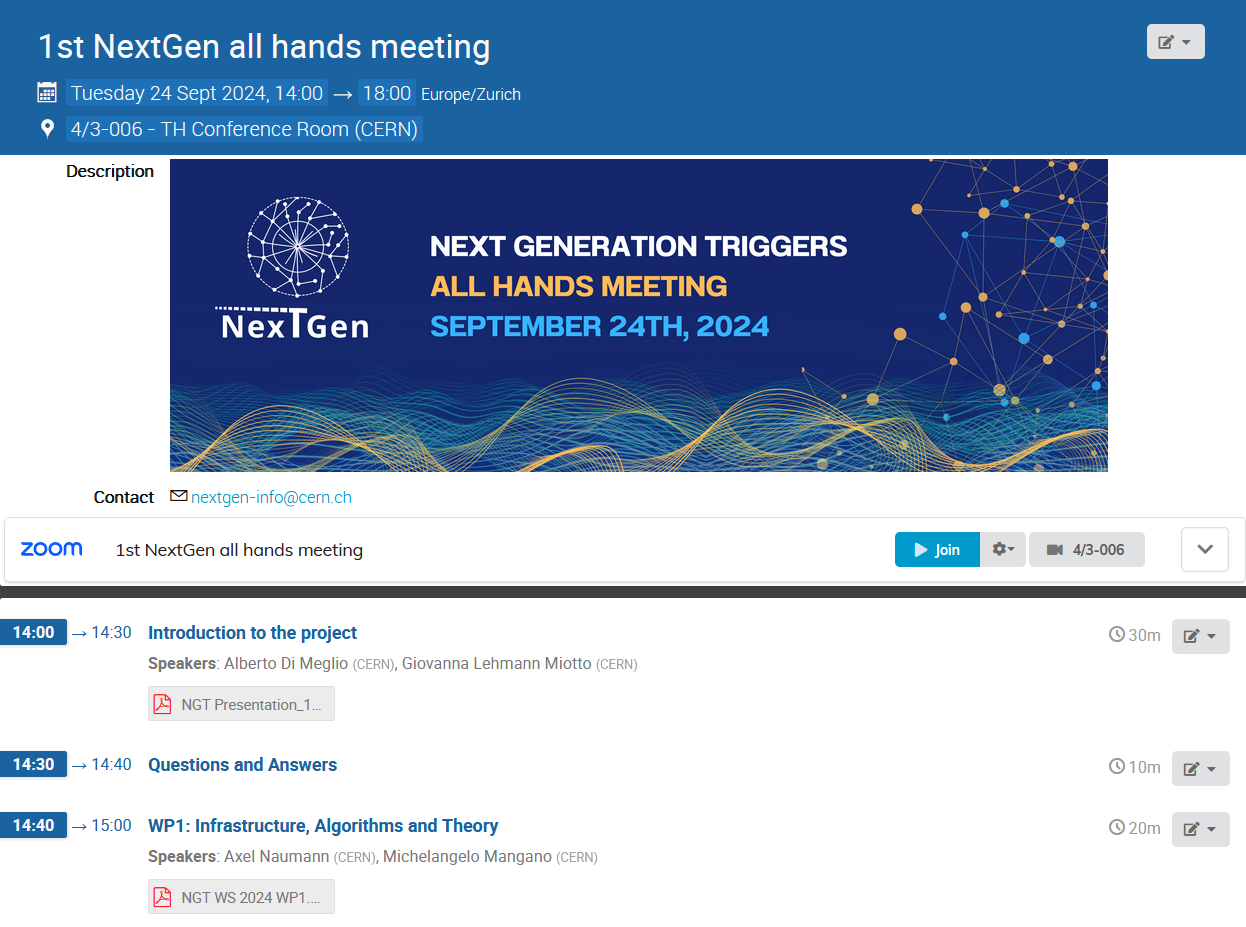 1st NextGen all hands meeting
Tuesday 24 Sept 2024, 14:00 → 18:00 Europe/Zurich
4/3-006 - TH Conference Room (CERN)
Description
NexTGen
NEXT GENERATION TRIGGERS
ALL HANDS MEETING
SEPTEMBER 24TH, 2024
Contact nextgen-info@cern.ch
zoom 1st NextGen all hands meeting Join 4/3-006
14:00 → 14:30 Introduction to the project 30m
Speakers: Alberto Di Meglio (CERN), Giovanna Lehmann Miotto (CERN)
NGT Presentation_1...
14:30 → 14:40 Questions and Answers 10m
14:40 → 15:00 WP1: Infrastructure, Algorithms and Theory 20m
Speakers: Axel Naumann (CERN), Michelangelo Mangano (CERN)
NGT WS 2024 WP1....